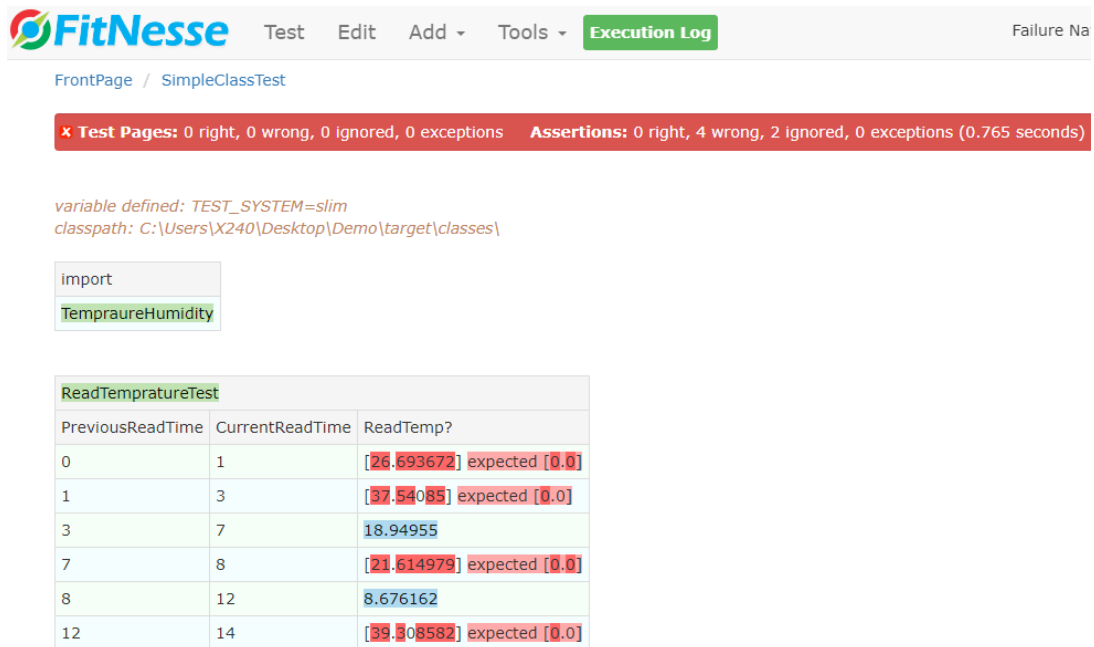 FitNesse Test Edit Add Tools Execution Log Failure Na
FrontPage / SimpleClassTest
Test Pages: 0 right, 0 wrong, 0 ignored, 0 exceptions Assertions: 0 right, 4 wrong, 2 ignored, 0 exceptions (0.765 seconds)
variable defined: TEST_SYSTEM=slim
classpath: C:\Users\X240\Desktop\Demo\target\classes\
import
TempraureHumidity
ReadTempratureTest
PreviousReadTime CurrentReadTime ReadTemp?
0 1 [26.693672] expected [0.0]
1 3 [37.54085] expected [0.0]
3 7 18.94955
7 8 [21.614979] expected [0.0]
8 12 8.676162
12 14 [39.308582] expected [0.0]